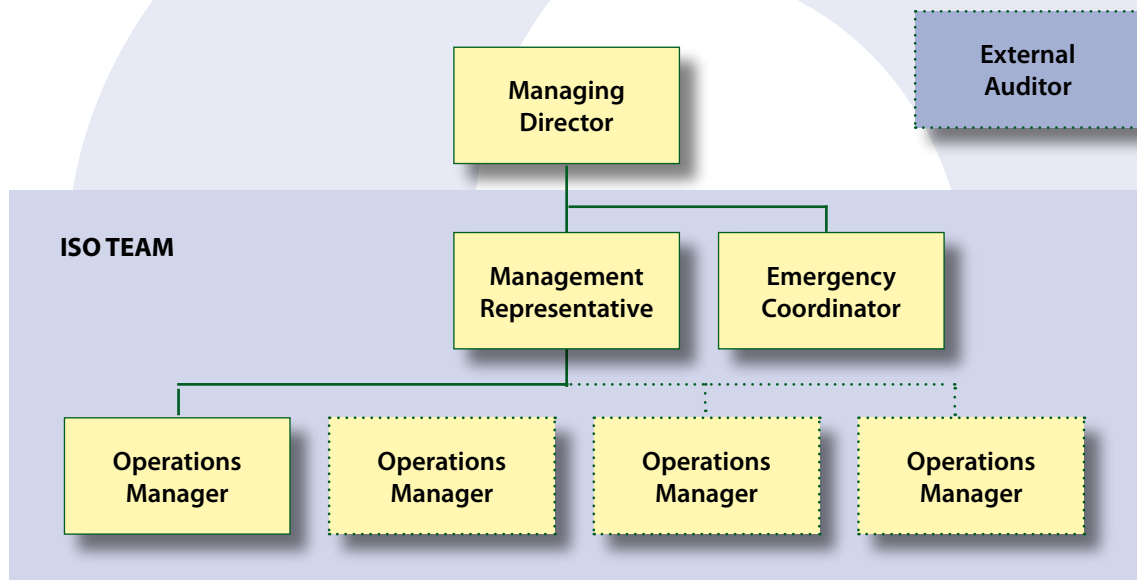 External
Auditor
Managing
Director
ISO TEAM
Management
Representative
Emergency
Coordinator
Operations
Manager
Operations
Manager
Operations
Manager
Operations
Manager